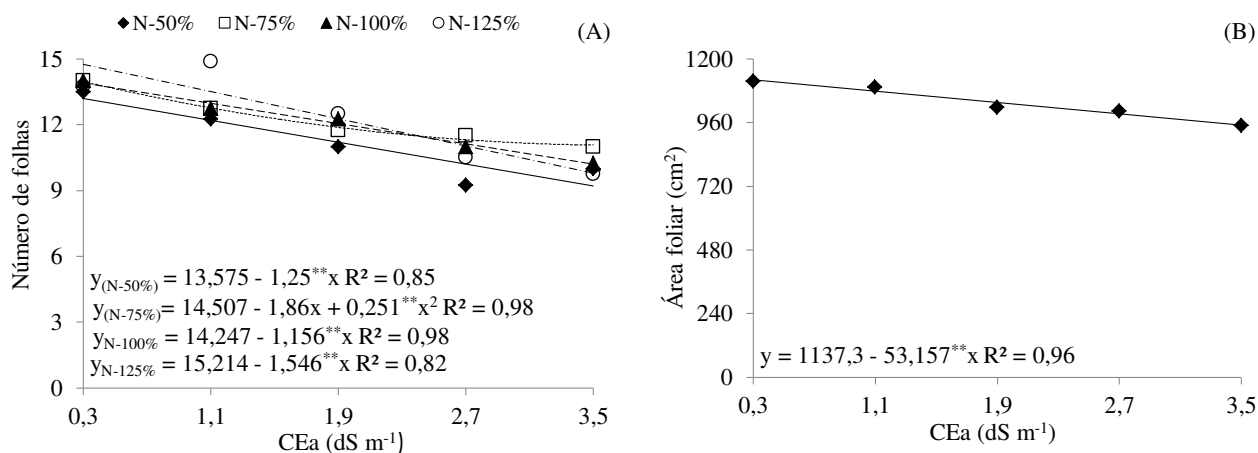 N-50% N-75% N-100% N-125%
(A)
Número de folhas
15
12
9
6
3
0
y(N-50%) = 13,575 - 1,25**x R² = 0,85
y(N-75%) = 14,507 - 1,86x + 0,251**x² R² = 0,98
yN-100% = 14,247 - 1,156**x R² = 0,98
yN-125% = 15,214 - 1,546**x R² = 0,82
0,3 1,1 1,9 2,7 3,5
CEa (dS m-1)
(B)
Área foliar (cm²)
1200
960
720
480
240
0
y = 1137,3 - 53,157**x R² = 0,96
0,3 1,1 1,9 2,7 3,5
CEa (dS m-1)